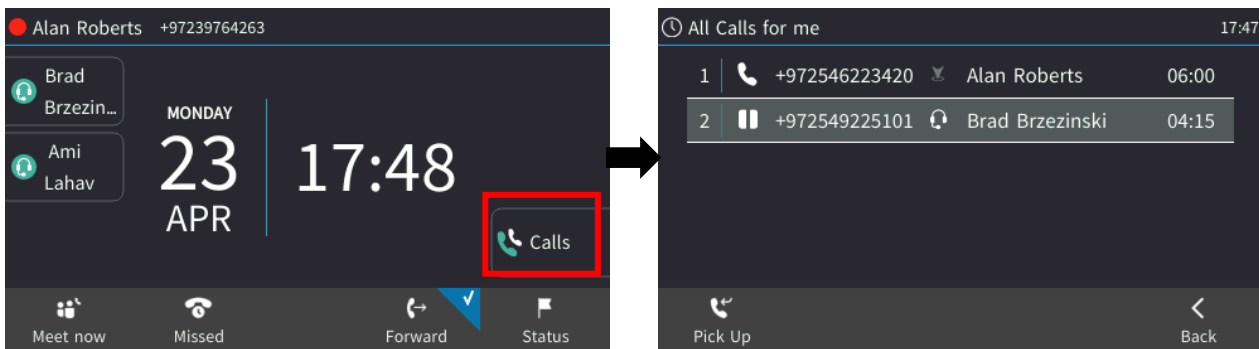 Alan Roberts +97239764263
Brad
Brzezin...
Ami
Lahav
MONDAY
23
APR
17:48
Calls
Meet now
Missed
Forward
Status
All Calls for me 17:47
1 +972546223420 Alan Roberts 06:00
2 +972549225101 Brad Brzezinski 04:15
Pick Up
Back